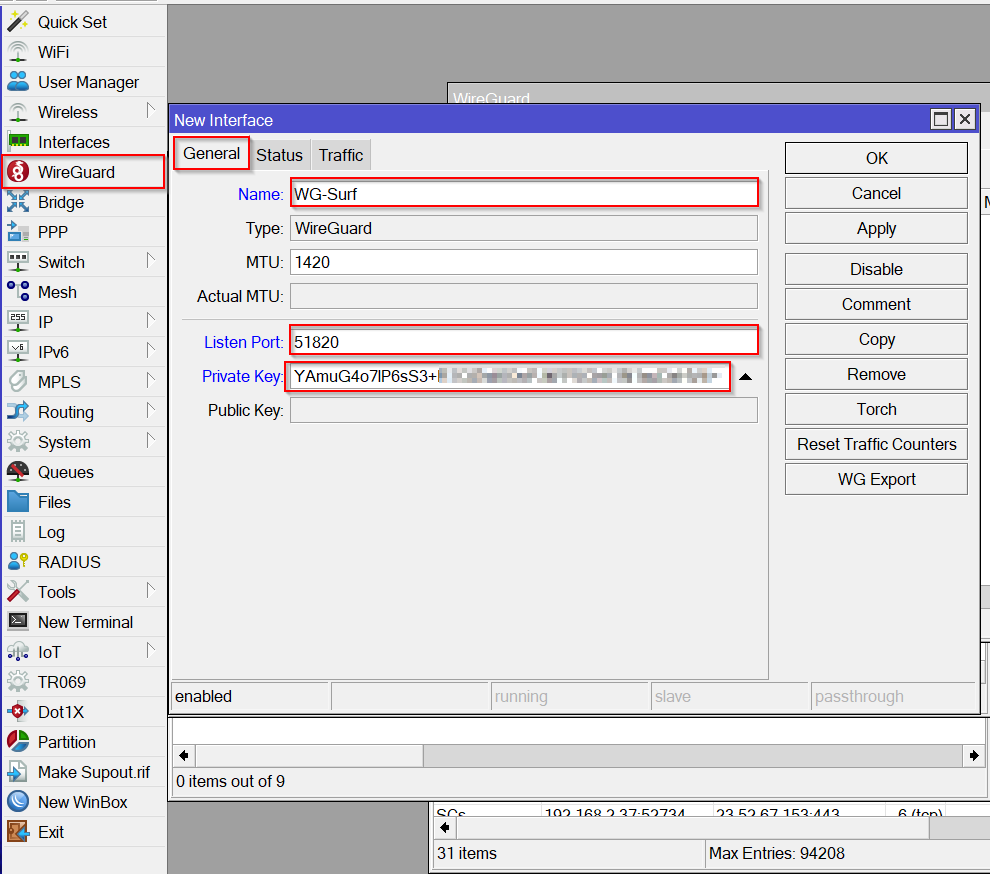 Quick Set
WiFi
User Manager
Wireless
Interfaces
WireGuard
Bridge
PPP
Switch
Mesh
IP
IPv6
MPLS
Routing
System
Queues
Files
Log
RADIUS
Tools
New Terminal
IoT
TR069
Dot1X
Partition
Make Supout.rif
New WinBox
Exit
WireGuard
New Interface
General Status Traffic
Name: WG-Surf
Type: WireGuard
MTU: 1420
Actual MTU:
Listen Port: 51820
Private Key: YAmuG4o7lP6sS3+
Public Key:
OK
Cancel
Apply
Disable
Comment
Copy
Remove
Torch
Reset Traffic Counters
WG Export
enabled running slave passthrough
0 items out of 9
SCs 192.168.2.37:52734 23.52.67.153:443 6 (tcp)
31 items Max Entries: 94208